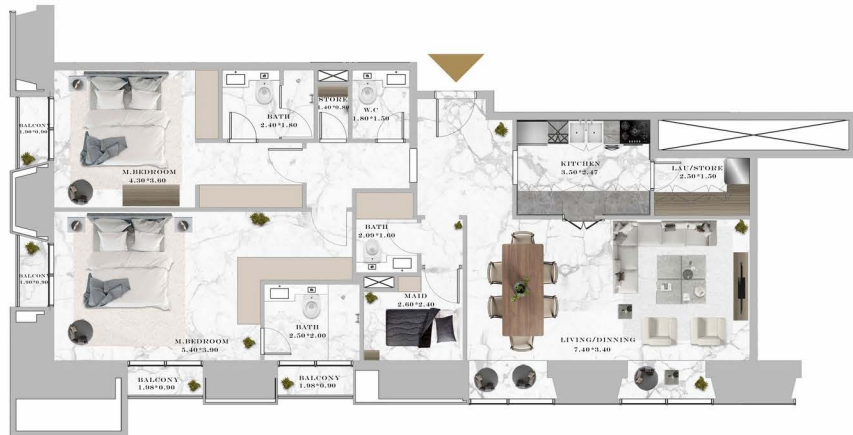 BALCONY
1.90*0.90
M.BEDROOM
4.30*3.60
BATH
2.40*1.80
STORE
1.40*0.80
W.C
1.80*1.50
KITCHEN
3.50*2.47
LAU/STORE
2.50*1.50
BALCONY
1.90*0.90
M.BEDROOM
5.40*3.90
BATH
2.09*1.60
BATH
2.50*2.00
MAID
2.60*2.40
LIVING/DINNING
7.40*3.40
BALCONY
1.98*0.90
BALCONY
1.98*0.90